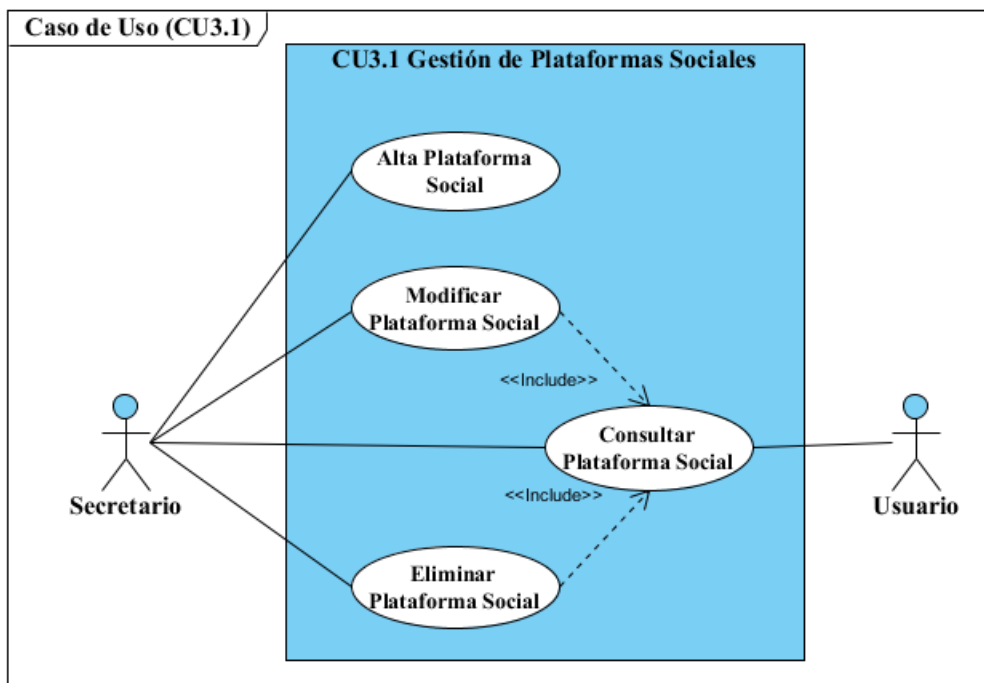 Caso de Uso (CU3.1)
CU3.1 Gestión de Plataformas Sociales
Alta Plataforma
Social
Modificar
Plataforma Social
<<Include>>
Consultar
Plataforma Social
<<Include>>
Secretario
Usuario
Eliminar
Plataforma Social